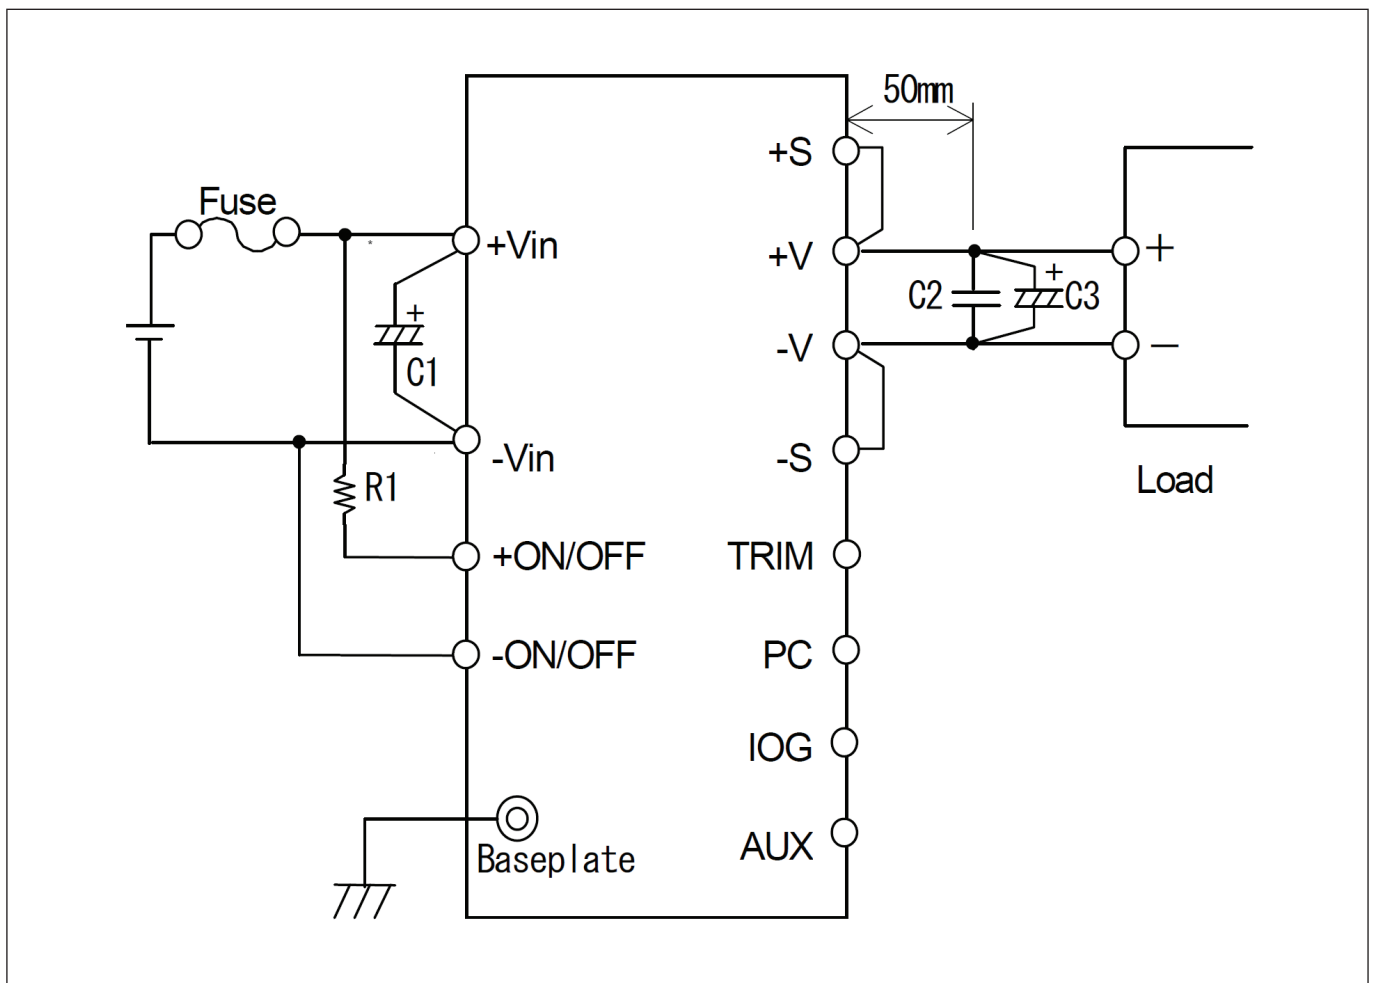 50mm
+S
Fuse
+Vin
+V
+
C2
+
C3
+
C1
-V
−
-Vin
-S
R1
Load
+ON/OFF
TRIM
-ON/OFF
PC
IOG
AUX
Baseplate